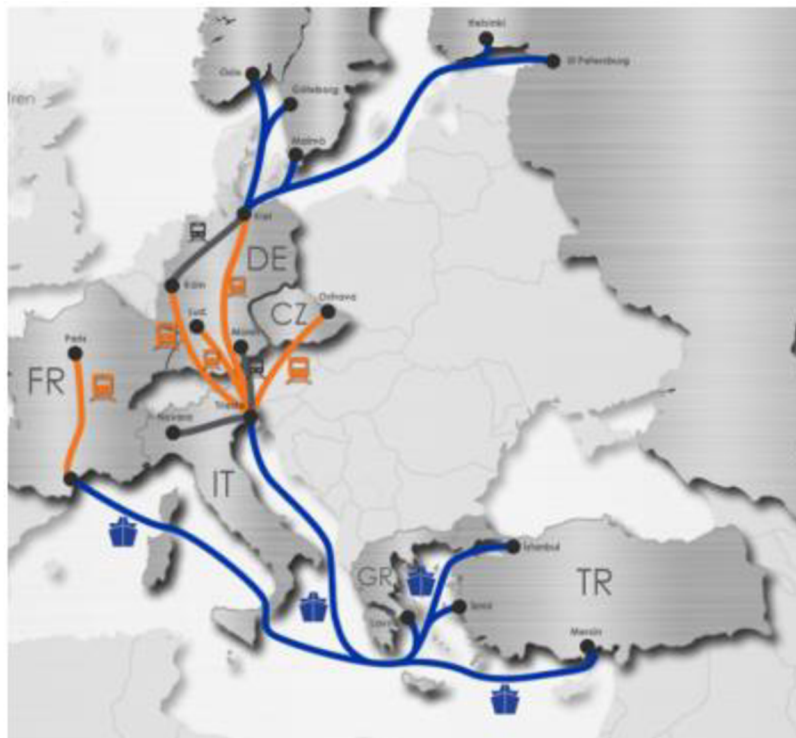 Helsinki
St Petersburg
Oslo
Göteborg
Malmö
Kiel
DE
Köln
Ostrava
CZ
Paris
FR
Trieste
Novara
IT
Istanbul
GR
TR
Izmir
Mersin